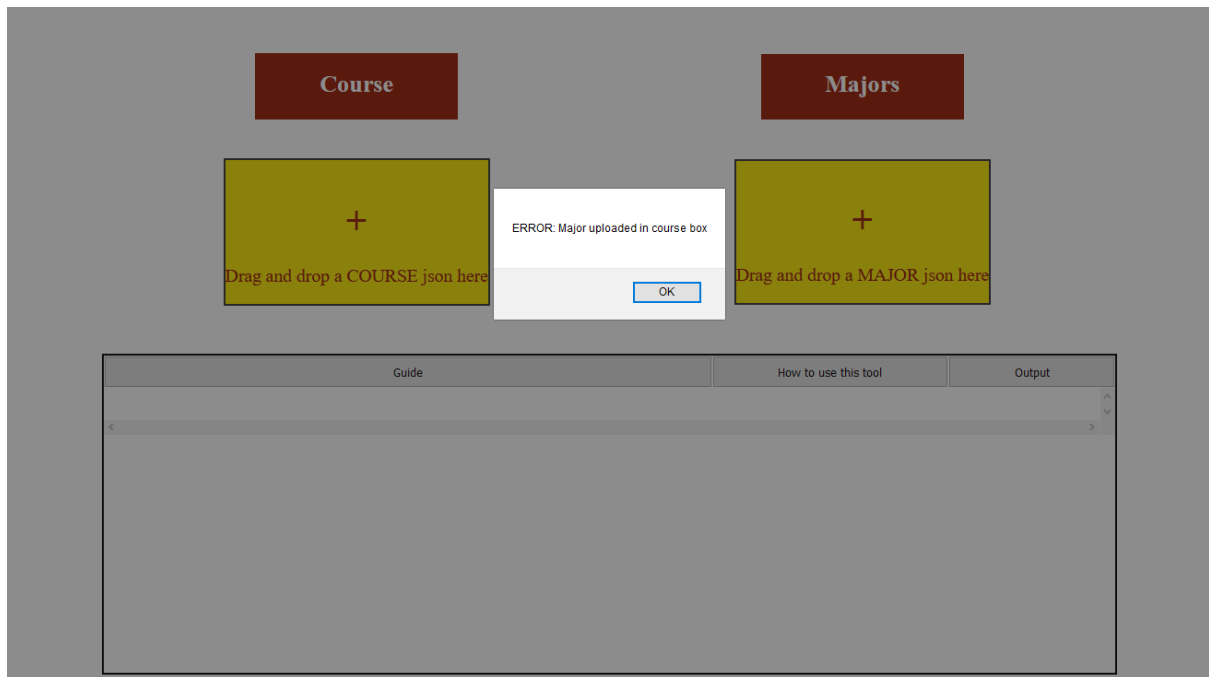 Course
Majors
+
+
Drag and drop a COURSE json here
ERROR: Major uploaded in course box
OK
Drag and drop a MAJOR json here
Guide
How to use this tool
Output